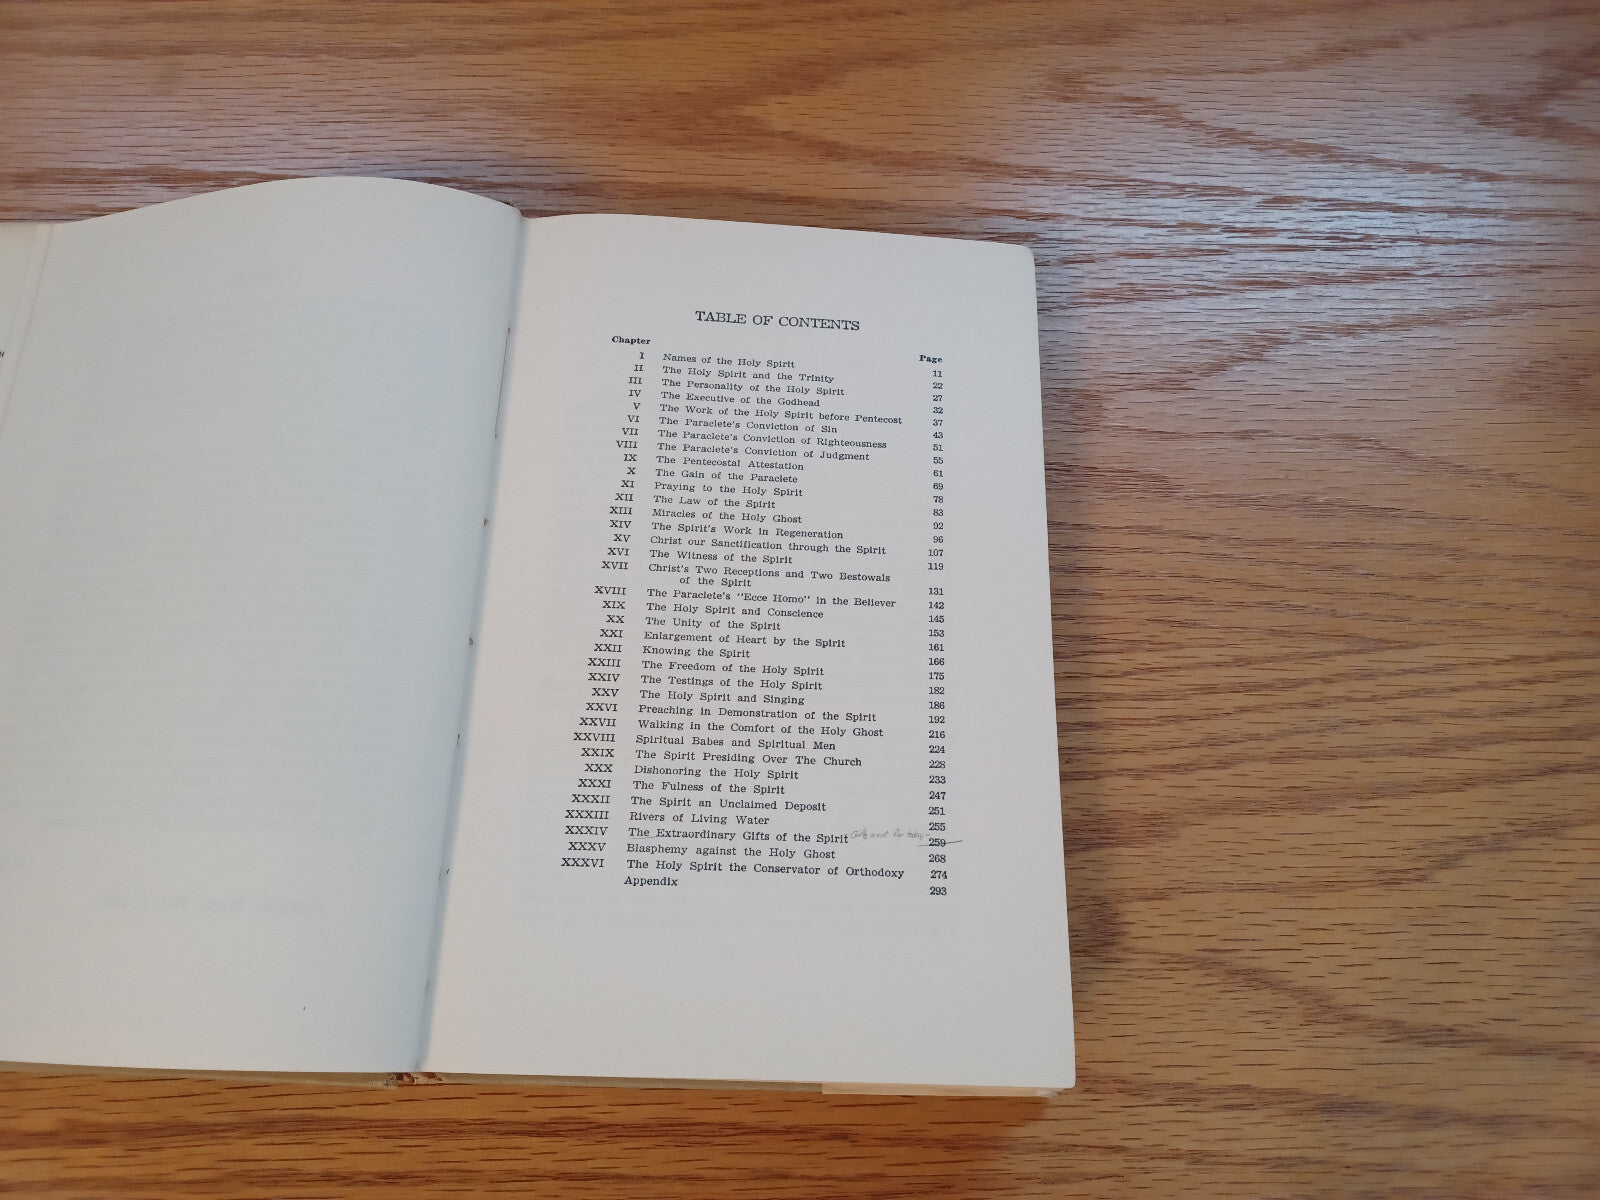 TABLE OF CONTENTS
Chapter Page
I Names of the Holy Spirit 11
II The Holy Spirit and the Trinity 22
III The Personality of the Holy Spirit 27
IV The Executive of the Godhead 32
V The Work of the Holy Spirit before Pentecost 37
VI The Paraclete's Conviction of Sin 43
VII The Paraclete's Conviction of Righteousness 51
VIII The Paraclete's Conviction of Judgment 55
IX The Pentecostal Attestation 61
X The Gain of the Paraclete 69
XI Praying to the Holy Spirit 78
XII The Law of the Spirit 83
XIII Miracles of the Holy Ghost 92
XIV The Spirit's Work in Regeneration 96
XV Christ our Sanctification through the Spirit 107
XVI The Witness of the Spirit 119
XVII Christ's Two Receptions and Two Bestowals
of the Spirit 131
XVIII The Paraclete's "Ecce Homo" in the Believer 142
XIX The Holy Spirit and Conscience 145
XX The Unity of the Spirit 153
XXI Enlargement of Heart by the Spirit 161
XXII Knowing the Spirit 166
XXIII The Freedom of the Holy Spirit 175
XXIV The Testings of the Holy Spirit 182
XXV The Holy Spirit and Singing 186
XXVI Preaching in Demonstration of the Spirit 192
XXVII Walking in the Comfort of the Holy Ghost 216
XXVIII Spiritual Babes and Spiritual Men 224
XXIX The Spirit Presiding Over The Church 228
XXX Dishonoring the Holy Spirit 233
XXXI The Fulness of the Spirit 247
XXXII The Spirit an Unclaimed Deposit 251
XXXIII Rivers of Living Water 255
XXXIV The Extraordinary Gifts of the Spirit not for today 259
XXXV Blasphemy against the Holy Ghost 268
XXXVI The Holy Spirit the Conservator of Orthodoxy 274
Appendix 293